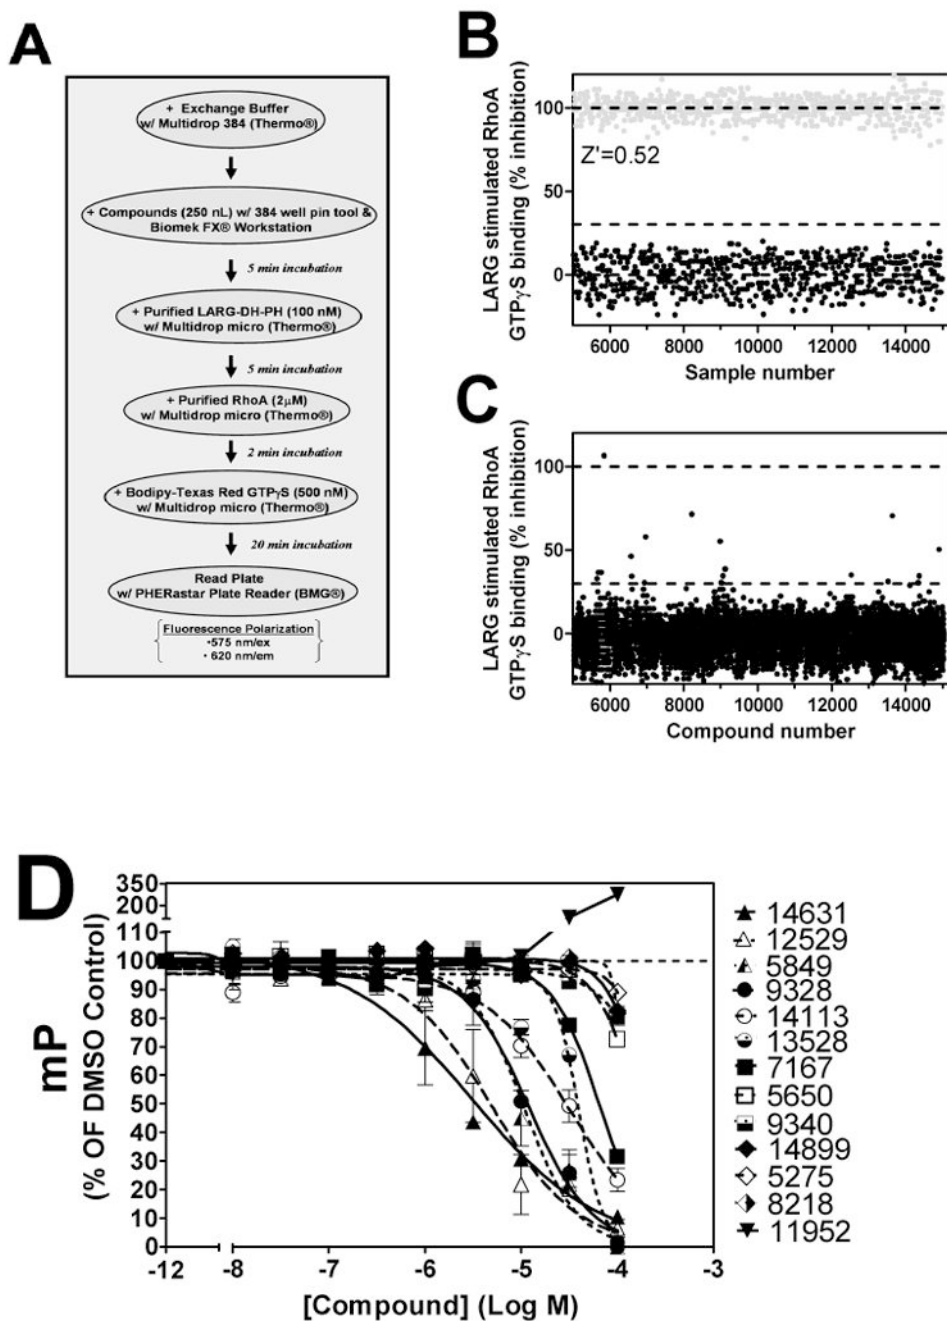 A
+ Exchange Buffer
w/ Multidrop 384 (Thermo®)
+ Compounds (250 nL) w/ 384 well pin tool &
Biomek FX® Workstation
5 min incubation
+ Purified LARG-DH-PH (100 nM)
w/ Multidrop micro (Thermo®)
5 min incubation
+ Purified RhoA (2µM)
w/ Multidrop micro (Thermo®)
2 min incubation
+ Bodipy-Texas Red GTPγS (500 nM)
w/ Multidrop micro (Thermo®)
20 min incubation
Read Plate
w/ PHERastar Plate Reader (BMG®)
Fluorescence Polarization
•575 nm/ex
• 620 nm/em
B
LARG stimulated RhoA
GTPγS binding (% inhibition)
100
50
0
Z'=0.52
6000 8000 10000 12000 14000
Sample number
C
LARG stimulated RhoA
GTPγS binding (% inhibition)
100
50
0
6000 8000 10000 12000 14000
Compound number
D
mP
(% OF DMSO Control)
350
200
110
100
90
80
70
60
50
40
30
20
10
0
-12 -8 -7 -6 -5 -4 -3
[Compound] (Log M)
14631
12529
5849
9328
14113
13528
7167
5650
9340
14899
5275
8218
11952